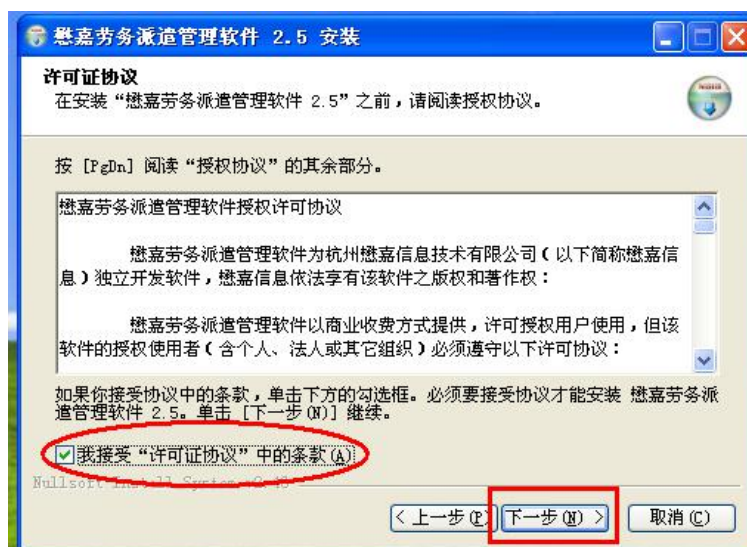 懋嘉劳务派遣管理软件 2.5 安装
许可证协议
在安装“懋嘉劳务派遣管理软件 2.5”之前，请阅读授权协议。
按 [PgDn] 阅读“授权协议”的其余部分。
懋嘉劳务派遣管理软件授权许可协议
懋嘉劳务派遣管理软件为杭州懋嘉信息技术有限公司(以下简称懋嘉信
息)独立开发软件，懋嘉信息依法享有该软件之版权和著作权：
懋嘉劳务派遣管理软件以商业收费方式提供，许可授权用户使用，但该
软件的授权使用者(含个人、法人或其它组织)必须遵守以下许可协议：
如果你接受协议中的条款，单击下方的勾选框。必须要接受协议才能安装 懋嘉劳务派
遣管理软件 2.5。单击 [下一步(N)] 继续。
我接受“许可证协议”中的条款(A)
Nullsoft Install System
< 上一步(P)
下一步(N) >
取消(C)